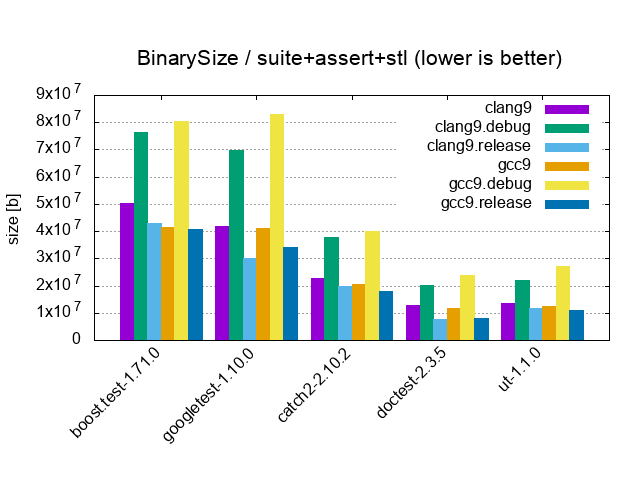 BinarySize / suite+assert+stl (lower is better)
9x10^7
8x10^7
7x10^7
6x10^7
5x10^7
4x10^7
3x10^7
2x10^7
1x10^7
0
size [b]
clang9
clang9.debug
clang9.release
gcc9
gcc9.debug
gcc9.release
boost.test-1.71.0
googletest-1.10.0
catch2-2.10.2
doctest-2.3.5
ut-1.1.0